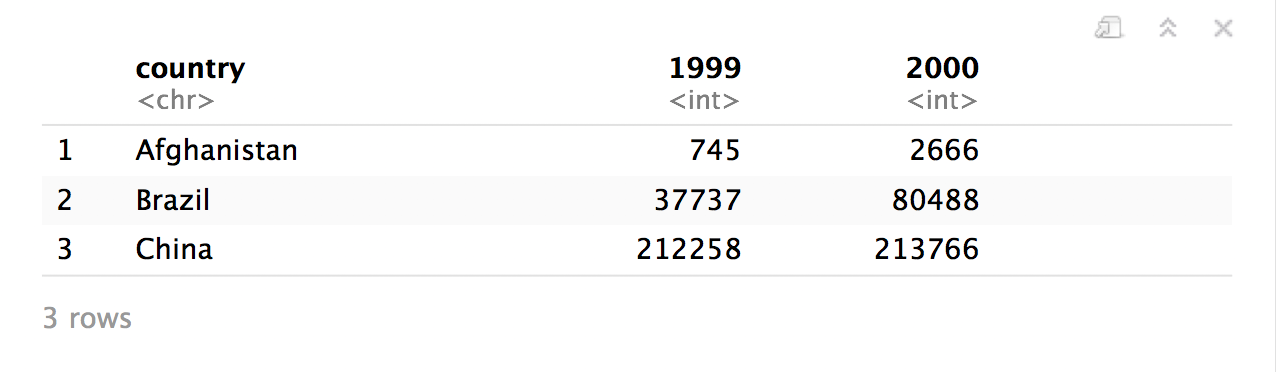 country 1999 2000
<chr> <int> <int>
1 Afghanistan 745 2666
2 Brazil 37737 80488
3 China 212258 213766
3 rows